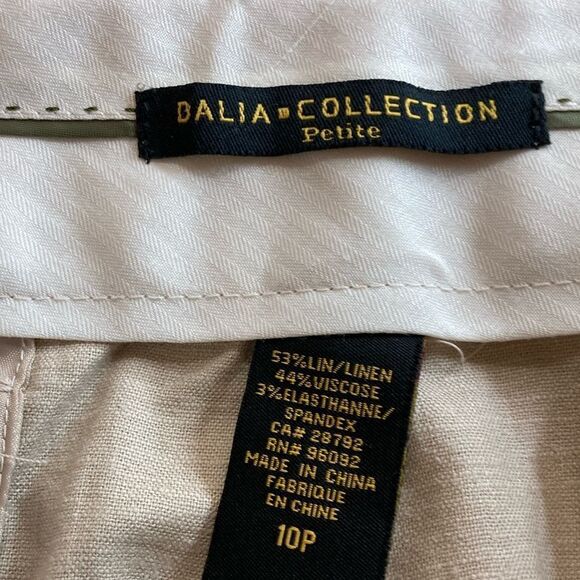 DALIA COLLECTION
Petite
53%LIN/LINEN
44%VISCOSE
3%ELASTHANNE/
SPANDEX
CA# 28792
RN# 96092
MADE IN CHINA
FABRIQUE
EN CHINE
10P